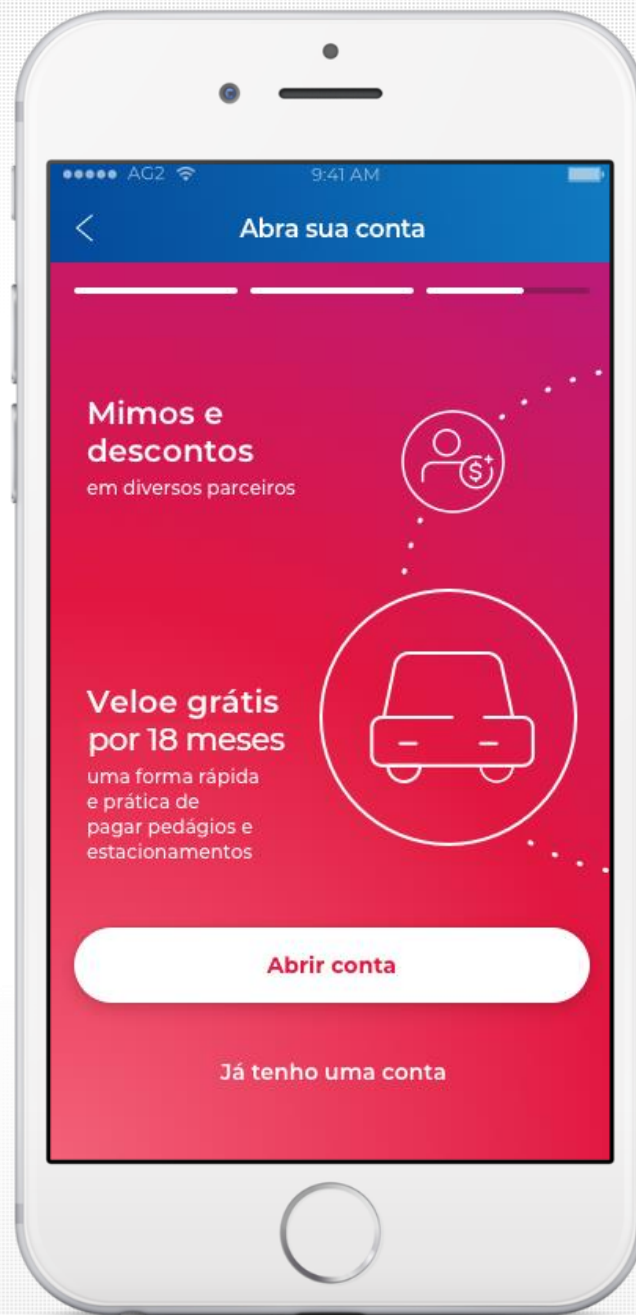 AG2
9:41 AM
Abra sua conta
Mimos e
descontos
em diversos parceiros
Veloe grátis
por 18 meses
uma forma rápida
e prática de
pagar pedágios e
estacionamentos
Abrir conta
Já tenho uma conta